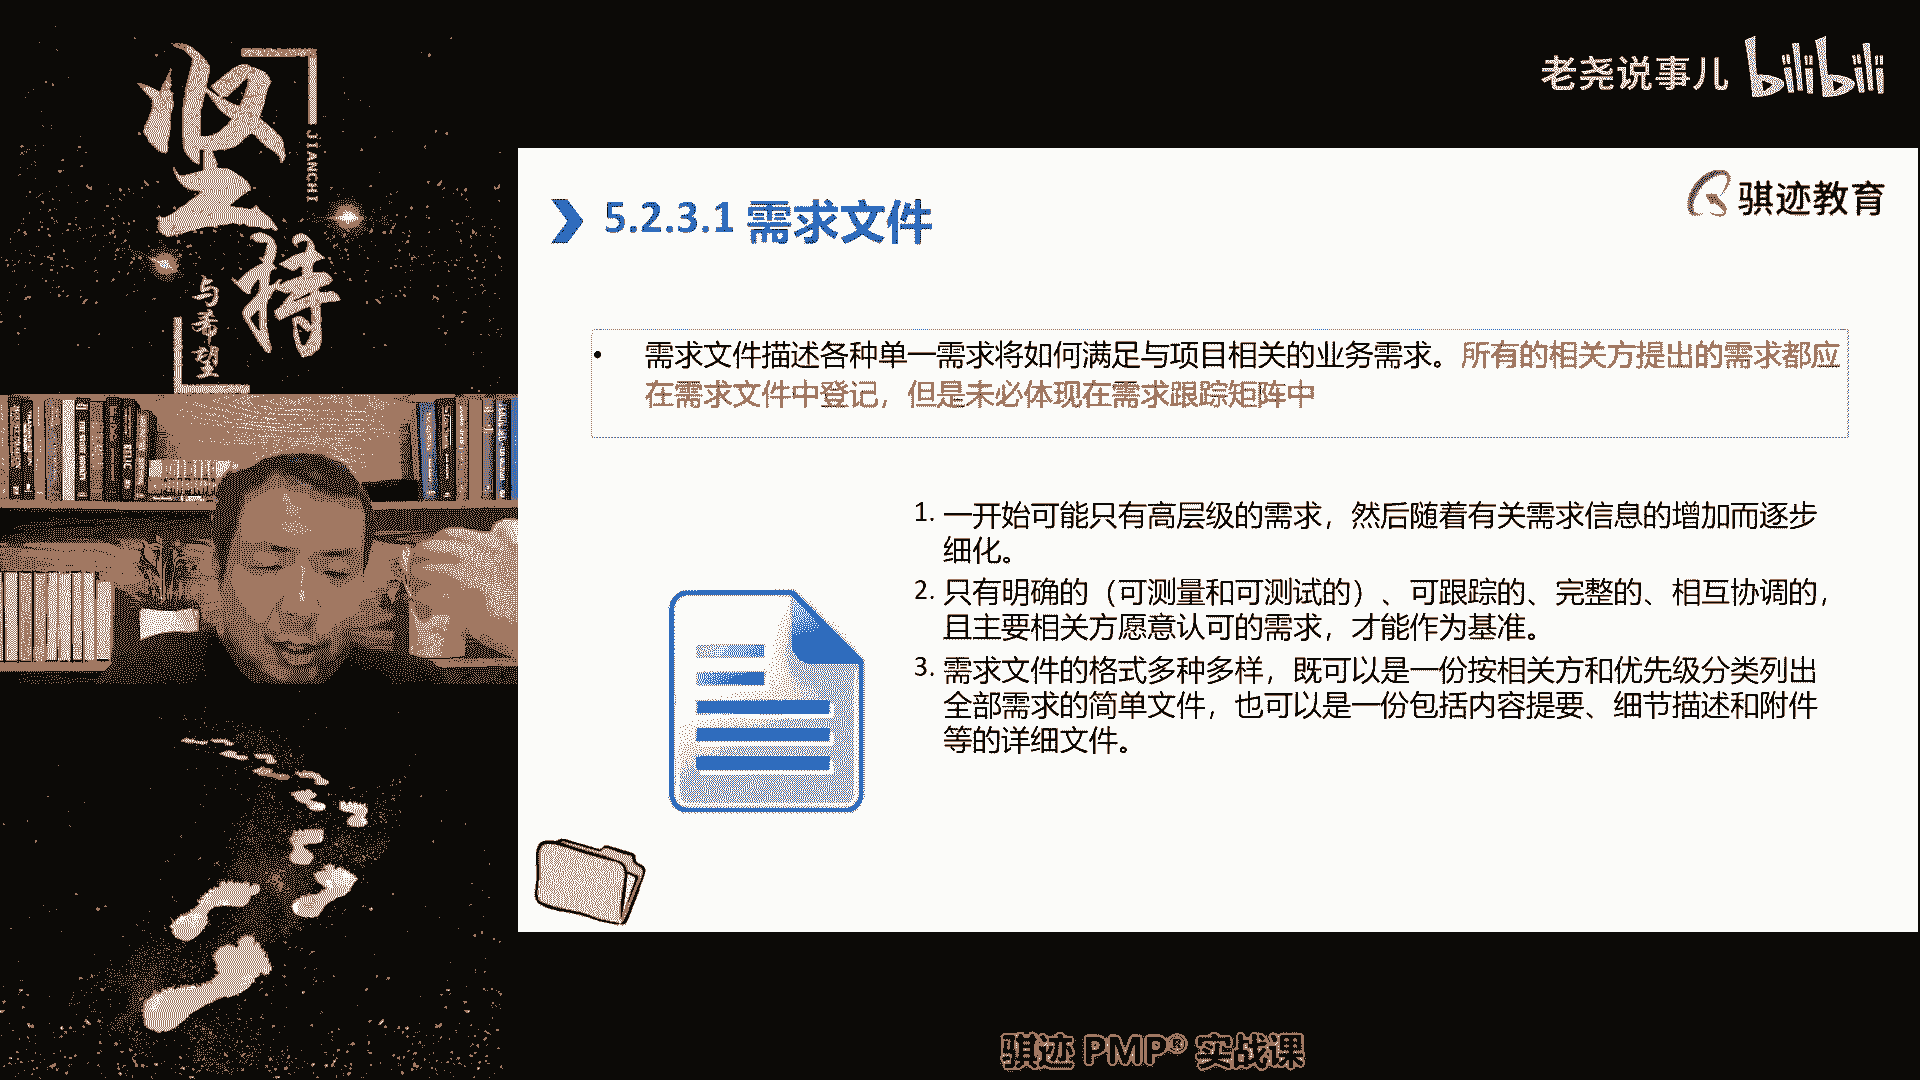 坚持
JIANCHI
与希望
老尧说事儿 bilibili
骐迹教育
5.2.3.1 需求文件
• 需求文件描述各种单一需求将如何满足与项目相关的业务需求。所有的相关方提出的需求都应
在需求文件中登记，但是未必体现在需求跟踪矩阵中
1. 一开始可能只有高层级的需求，然后随着有关需求信息的增加而逐步
细化。
2. 只有明确的（可测量和可测试的）、可跟踪的、完整的、相互协调的，
且主要相关方愿意认可的需求，才能作为基准。
3. 需求文件的格式多种多样，既可以是一份按相关方和优先级分类列出
全部需求的简单文件，也可以是一份包括内容提要、细节描述和附件
等的详细文件。
骐迹 PMP® 实战课